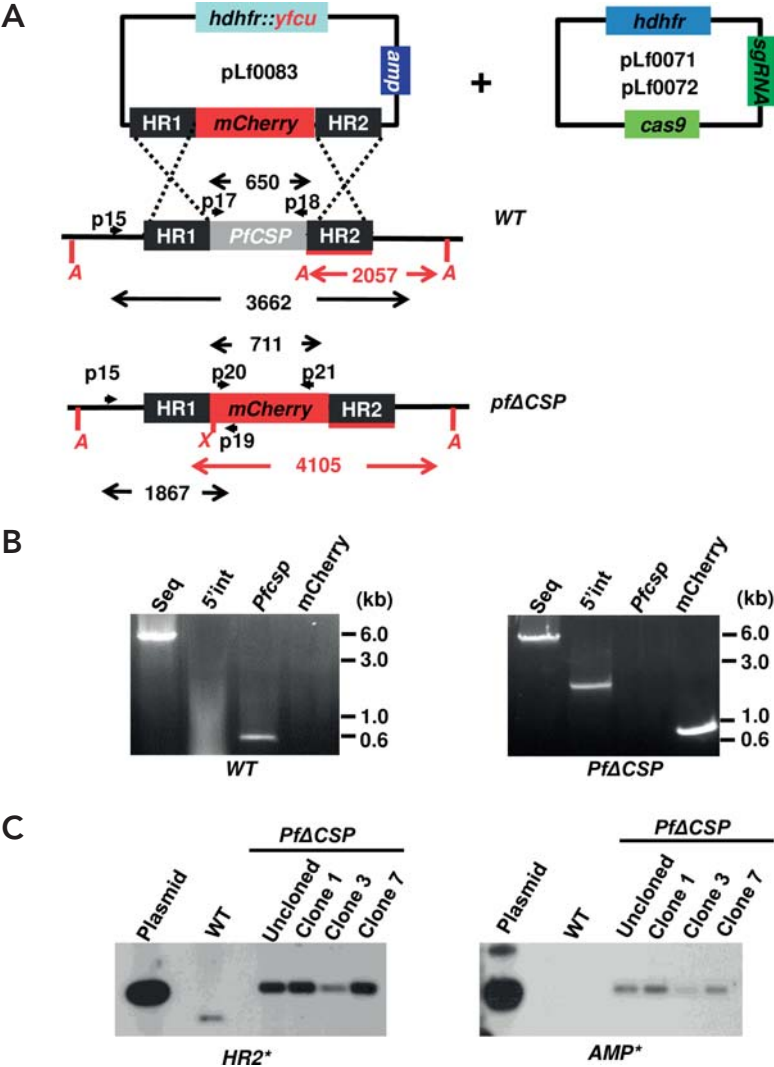 A
hdhfr::yfcu
pLf0083
amp
HR1 mCherry HR2
+
hdhfr
pLf0071
pLf0072
sgRNA
cas9
650
p17 p18
p15
WT
HR1 PfCSP HR2
A A 2057 A
3662
711
p15 p20 p21
HR1 mCherry HR2
pfΔCSP
A X p19 A
4105
1867
B
Seq 5'int Pfcsp mCherry (kb)
6.0
3.0
1.0
0.6
WT
Seq 5'int Pfcsp mCherry (kb)
6.0
3.0
1.0
0.6
PfΔCSP
C
PfΔCSP
Plasmid WT Uncloned Clone 1 Clone 3 Clone 7
HR2*
PfΔCSP
Plasmid WT Uncloned Clone 1 Clone 3 Clone 7
AMP*